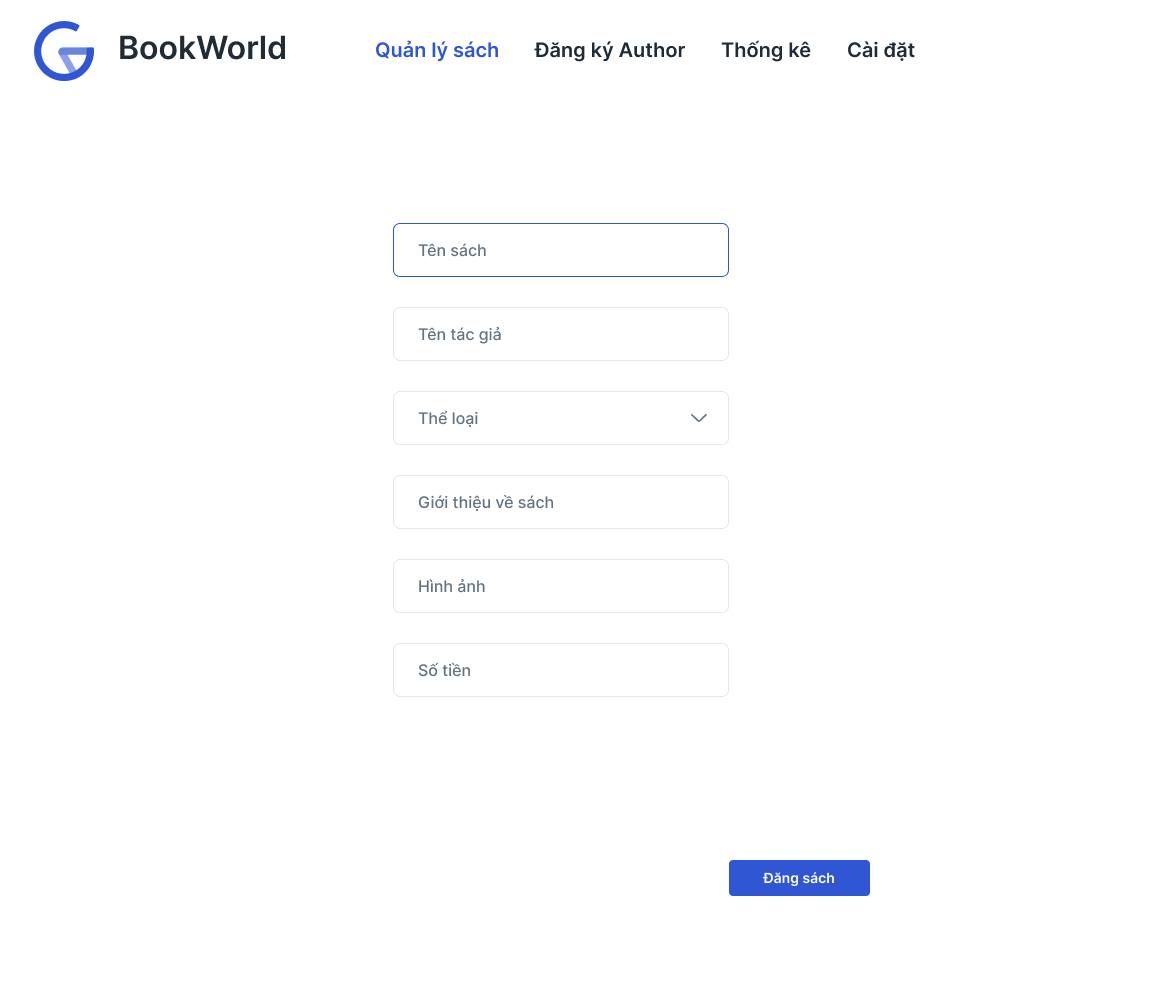 BookWorld
Quản lý sách
Đăng ký Author
Thống kê
Cài đặt
Tên sách
Tên tác giả
Thể loại
Giới thiệu về sách
Hình ảnh
Số tiền
Đăng sách